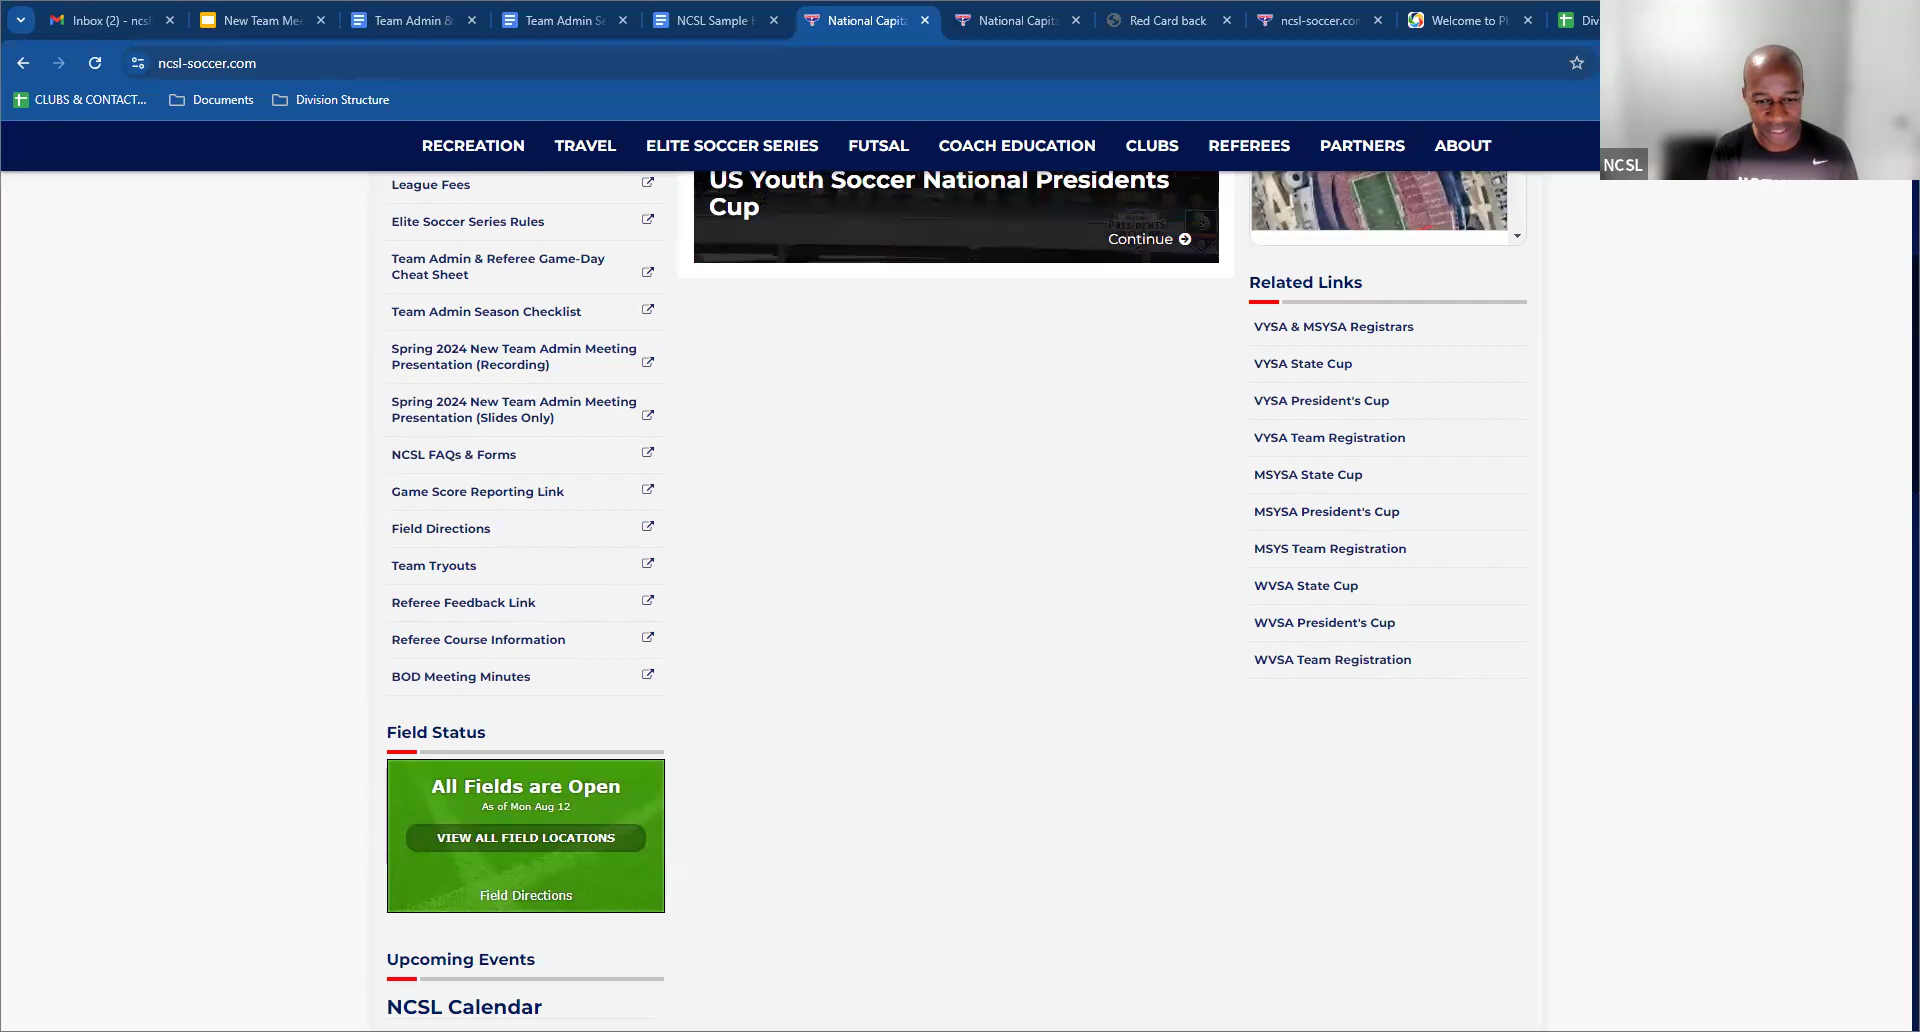 Inbox (2) - ncsl
New Team Me
Team Admin &
Team Admin Se
NCSL Sample
National Capita
National Capita
Red Card back
ncsl-soccer.co
Welcome to P
Div
ncsl-soccer.com
CLUBS & CONTACT...
Documents
Division Structure
NCSL
RECREATION
TRAVEL
ELITE SOCCER SERIES
FUTSAL
COACH EDUCATION
CLUBS
REFEREES
PARTNERS
ABOUT
League Fees
Elite Soccer Series Rules
Team Admin & Referee Game-Day
Cheat Sheet
Team Admin Season Checklist
Spring 2024 New Team Admin Meeting
Presentation (Recording)
Spring 2024 New Team Admin Meeting
Presentation (Slides Only)
NCSL FAQs & Forms
Game Score Reporting Link
Field Directions
Team Tryouts
Referee Feedback Link
Referee Course Information
BOD Meeting Minutes
Field Status
All Fields are Open
As of Mon Aug 12
VIEW ALL FIELD LOCATIONS
Field Directions
Upcoming Events
NCSL Calendar
US Youth Soccer National Presidents
Cup
Continue
Related Links
VYSA & MSYSA Registrars
VYSA State Cup
VYSA President's Cup
VYSA Team Registration
MSYSA State Cup
MSYSA President's Cup
MSYS Team Registration
WVSA State Cup
WVSA President's Cup
WVSA Team Registration